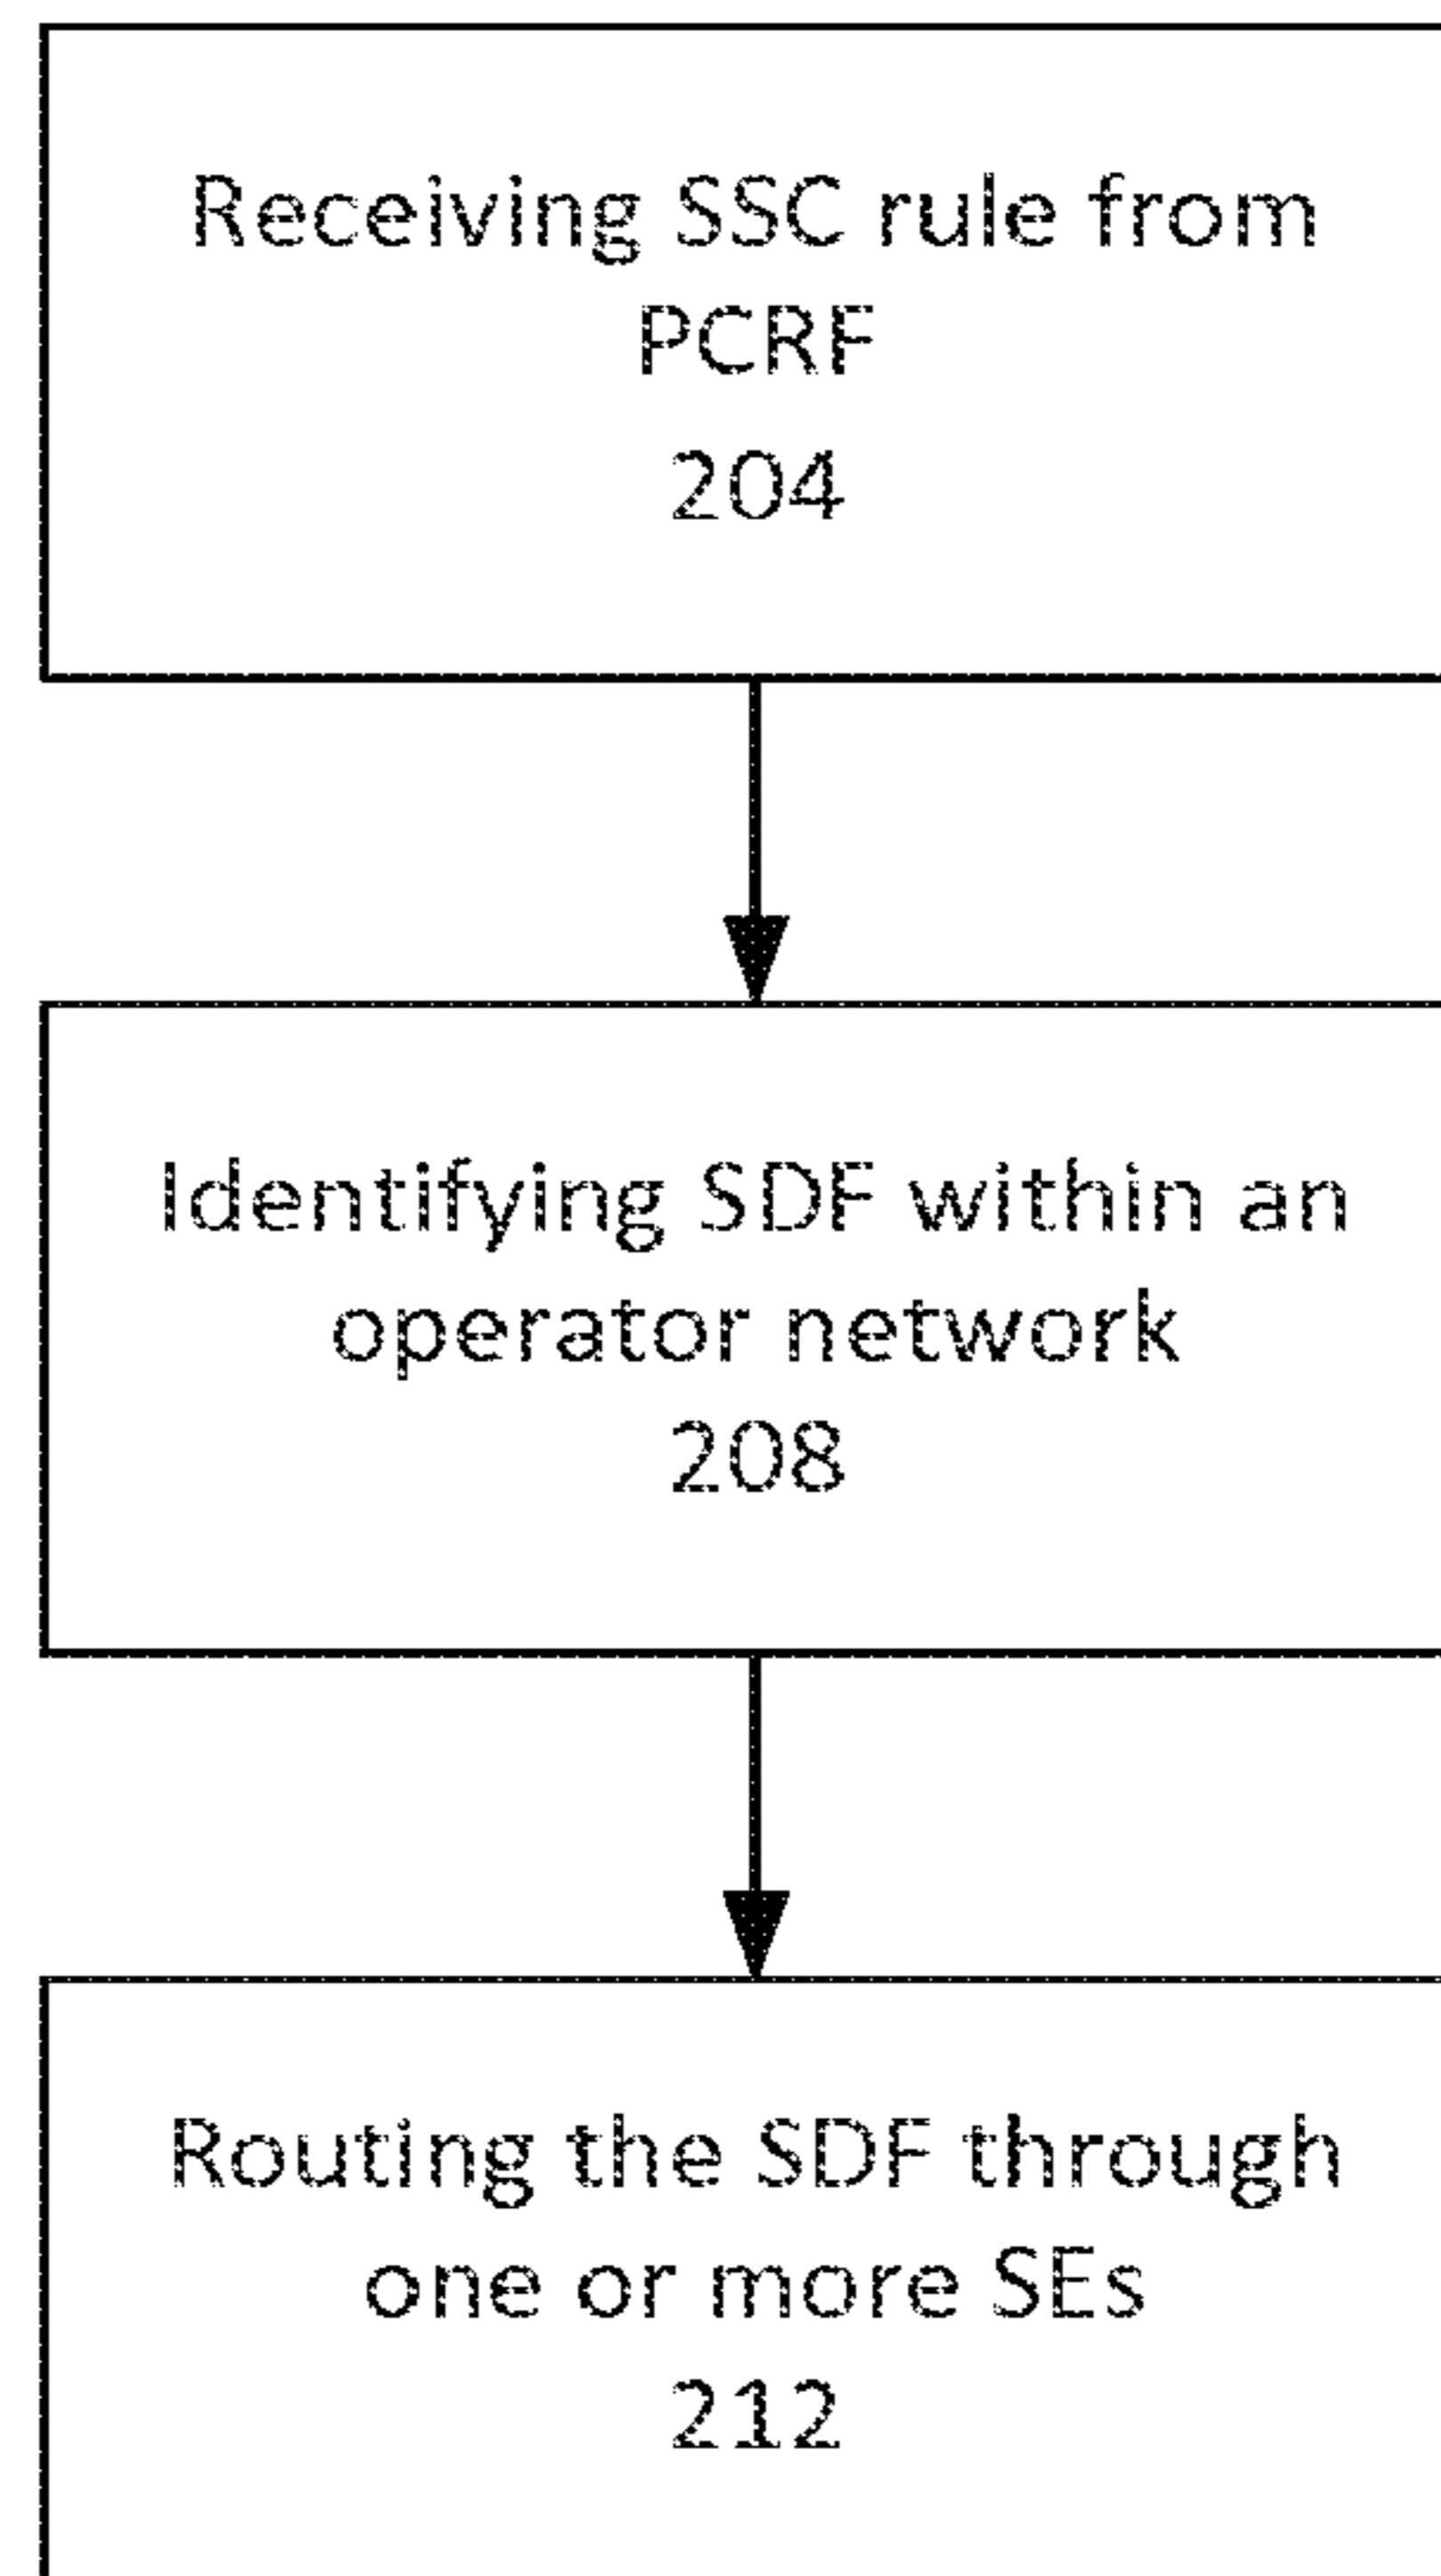 Receiving SSC rule from
PCRF
204
Identifying SDF within an
operator network
208
Routing the SDF through
one or more SEs
212